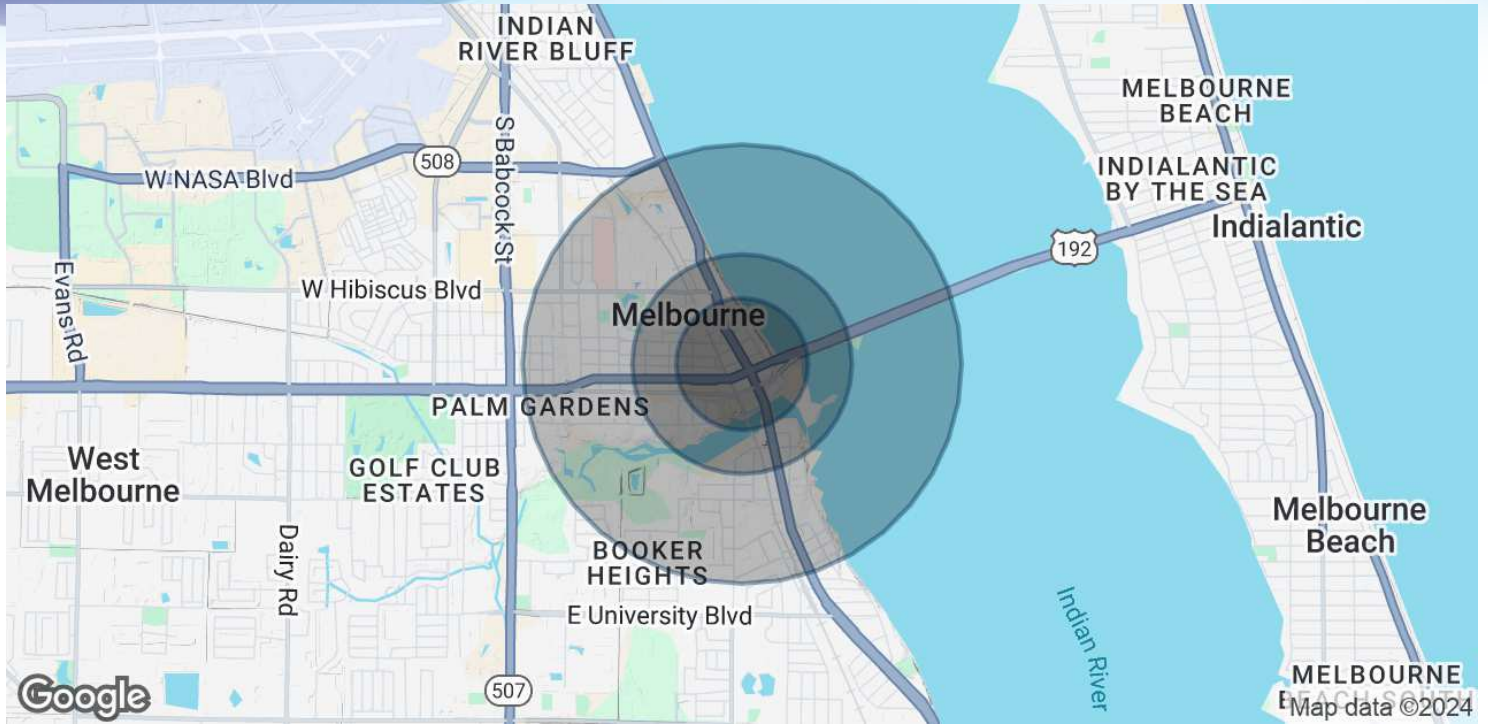 INDIAN
RIVER BLUFF
MELBOURNE
BEACH
508
S Babcock St
W NASA Blvd
INDIALANTIC
BY THE SEA
Indialantic
192
Evans Rd
W Hibiscus Blvd
Melbourne
PALM GARDENS
West
Melbourne
GOLF CLUB
ESTATES
Melbourne
Beach
Dairy Rd
BOOKER
HEIGHTS
E University Blvd
Indian River
507
MELBOURNE
BEACH SOUTH
Google
Map data ©2024